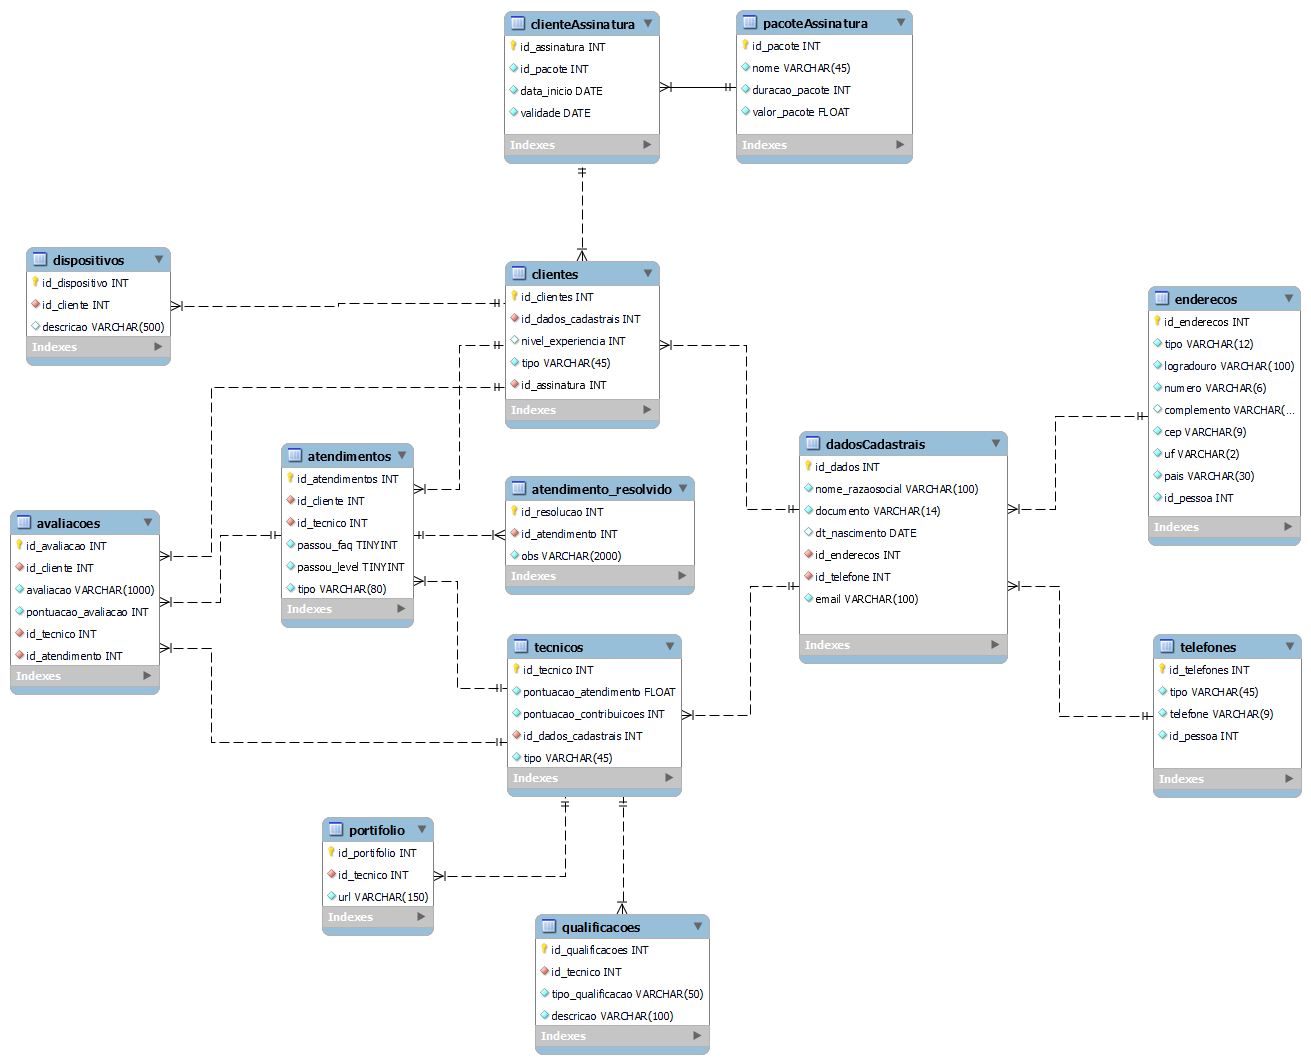 clienteAssinatura
id_assinatura INT
id_pacote INT
data_inicio DATE
validade DATE
Indexes
pacoteAssinatura
id_pacote INT
nome VARCHAR(45)
duracao_pacote INT
valor_pacote FLOAT
Indexes
dispositivos
id_dispositivo INT
id_cliente INT
descricao VARCHAR(500)
Indexes
clientes
id_clientes INT
id_dados_cadastrais INT
nivel_experiencia INT
tipo VARCHAR(45)
id_assinatura INT
Indexes
enderecos
id_enderecos INT
tipo VARCHAR(12)
logradouro VARCHAR(100)
numero VARCHAR(6)
complemento VARCHAR(...
cep VARCHAR(9)
uf VARCHAR(2)
pais VARCHAR(30)
id_pessoa INT
Indexes
atendimentos
id_atendimentos INT
id_cliente INT
id_tecnico INT
passou_faq TINYINT
passou_level TINYINT
tipo VARCHAR(80)
Indexes
atendimento_resolvido
id_resolucao INT
id_atendimento INT
obs VARCHAR(2000)
Indexes
dadosCadastrais
id_dados INT
nome_razaosocial VARCHAR(100)
documento VARCHAR(14)
dt_nascimento DATE
id_enderecos INT
id_telefone INT
email VARCHAR(100)
Indexes
avaliacoes
id_avaliacao INT
id_cliente INT
avaliacao VARCHAR(1000)
pontuacao_avaliacao INT
id_tecnico INT
id_atendimento INT
Indexes
tecnicos
id_tecnico INT
pontuacao_atendimento FLOAT
pontuacao_contribuicoes INT
id_dados_cadastrais INT
tipo VARCHAR(45)
Indexes
telefones
id_telefones INT
tipo VARCHAR(45)
telefone VARCHAR(9)
id_pessoa INT
Indexes
portifolio
id_portifolio INT
id_tecnico INT
url VARCHAR(150)
Indexes
qualificacoes
id_qualificacoes INT
id_tecnico INT
tipo_qualificacao VARCHAR(50)
descricao VARCHAR(100)
Indexes